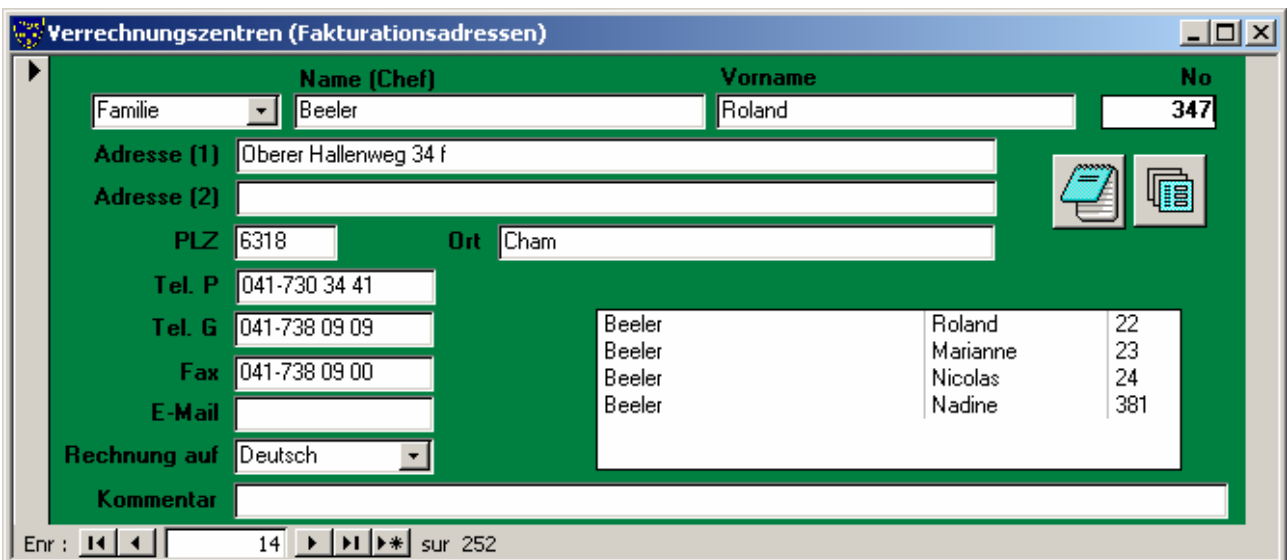 Verrechnungszentren (Fakturationsadressen)
Name (Chef) Vorname No
Familie Beeler Roland 347
Adresse (1) Oberer Hallenweg 34 f
Adresse (2)
PLZ 6318 Ort Cham
Tel. P 041-730 34 41
Tel. G 041-738 09 09
Fax 041-738 09 00
E-Mail
Rechnung auf Deutsch
Beeler Roland 22
Beeler Marianne 23
Beeler Nicolas 24
Beeler Nadine 381
Kommentar
Enr : 14 sur 252